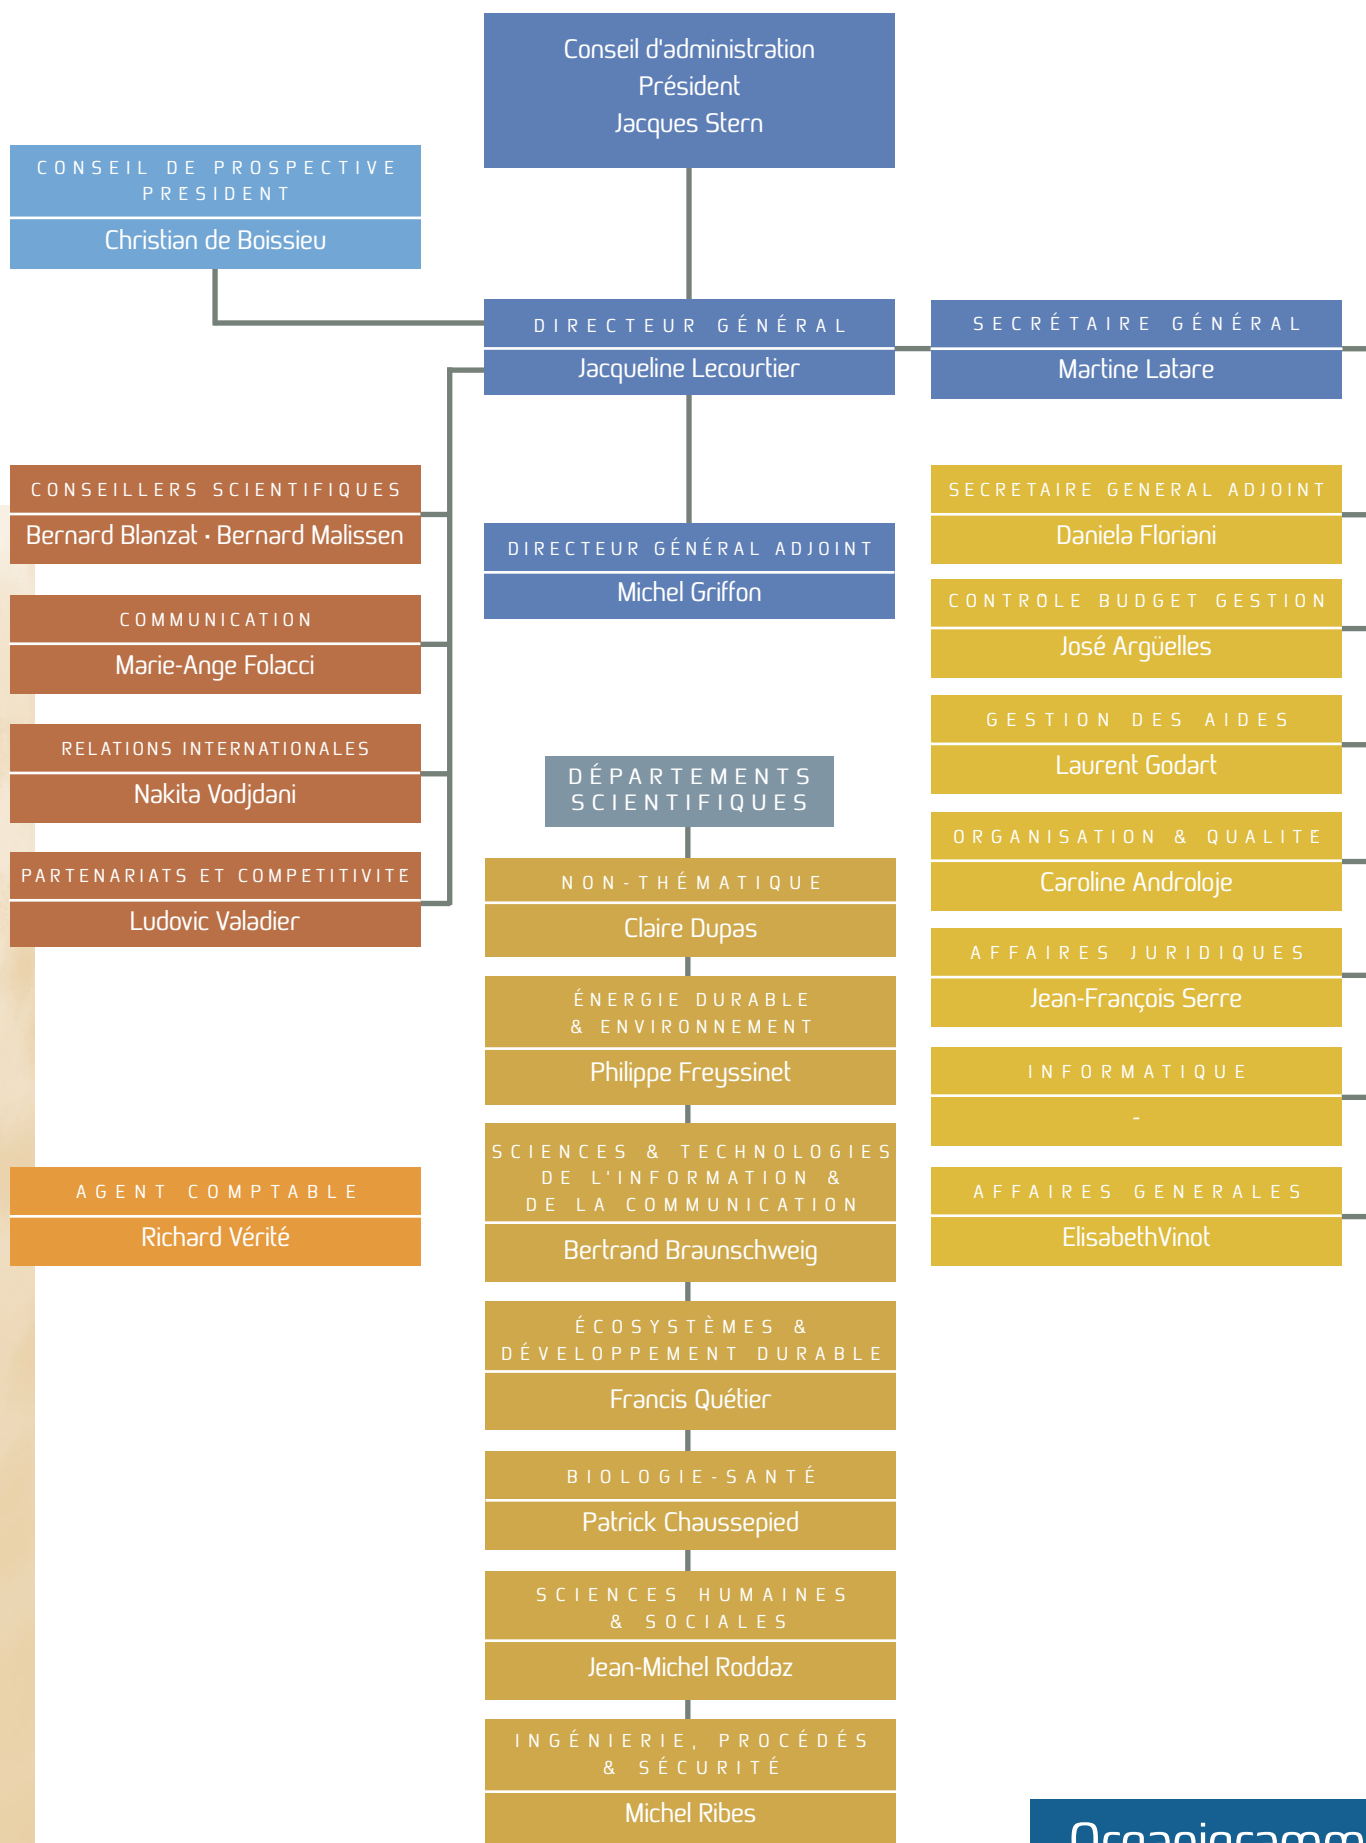 Conseil d'administration
Président
Jacques Stern
CONSEIL DE PROSPECTIVE
PRÉSIDENT
Christian de Boissieu
DIRECTEUR GÉNÉRAL
Jacqueline Lecourtier
SECRÉTAIRE GÉNÉRAL
Martine Latare
CONSEILLERS SCIENTIFIQUES
Bernard Blanzat • Bernard Malissen
COMMUNICATION
Marie-Ange Folacci
RELATIONS INTERNATIONALES
Nakita Vodjdani
PARTENARIATS ET COMPÉTITIVITÉ
Ludovic Valadier
AGENT COMPTABLE
Richard Vérité
DIRECTEUR GÉNÉRAL ADJOINT
Michel Griffon
DÉPARTEMENTS
SCIENTIFIQUES
NON-THÉMATIQUE
Claire Dupas
ÉNERGIE DURABLE
& ENVIRONNEMENT
Philippe Freyssinet
SCIENCES & TECHNOLOGIES
DE L'INFORMATION &
DE LA COMMUNICATION
Bertrand Braunschweig
ÉCOSYSTÈMES &
DÉVELOPPEMENT DURABLE
Francis Quétier
BIOLOGIE-SANTÉ
Patrick Chaussepied
SCIENCES HUMAINES
& SOCIALES
Jean-Michel Roddaz
INGÉNIERIE, PROCÉDÉS
& SÉCURITÉ
Michel Ribes
SECRETAIRE GENERAL ADJOINT
Daniela Floriani
CONTRÔLE BUDGET GESTION
José Argüelles
GESTION DES AIDES
Laurent Godart
ORGANISATION & QUALITÉ
Caroline Androloje
AFFAIRES JURIDIQUES
Jean-François Serre
INFORMATIQUE
-
AFFAIRES GENERALES
ElisabethVinot
Organigramm